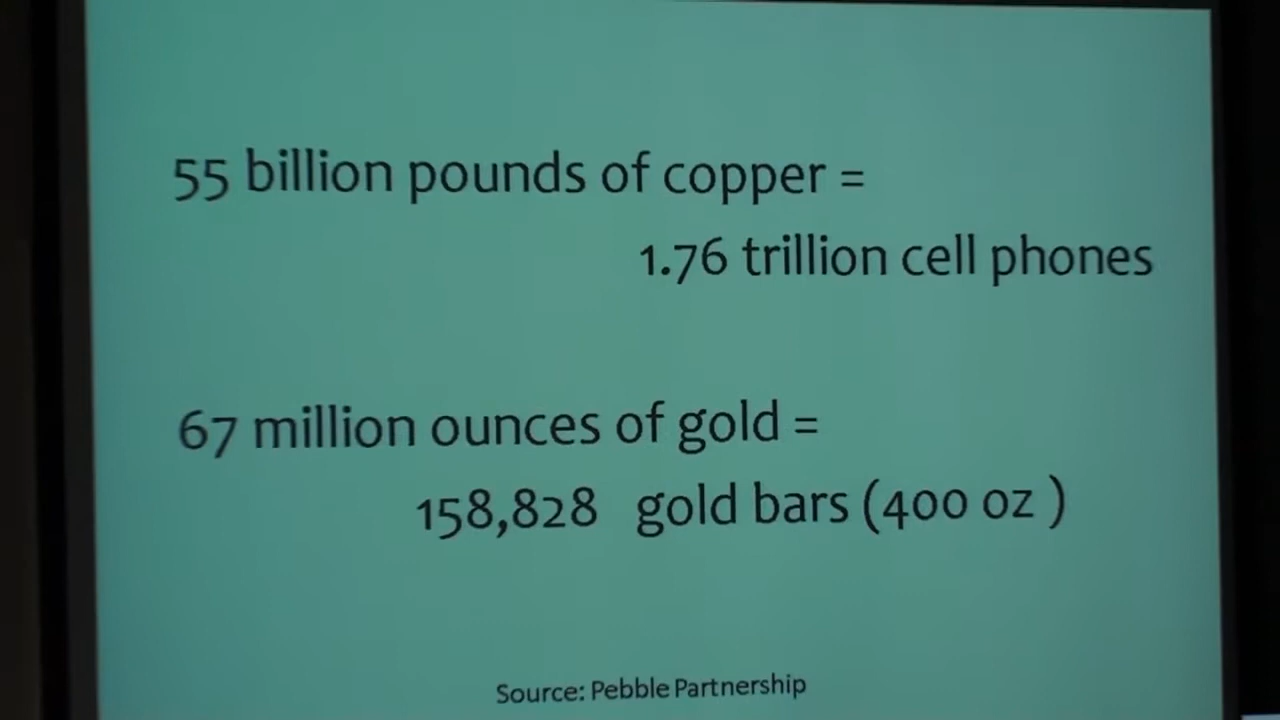 55 billion pounds of copper =
1.76 trillion cell phones
67 million ounces of gold =
158,828 gold bars (400 oz )
Source: Pebble Partnership